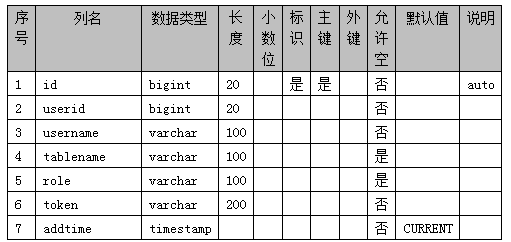 序号 列名 数据类型 长度 小数位 标识 主键 外键 允许空 默认值 说明
1 id bigint 20 是 是 否 auto
2 userid bigint 20 否
3 username varchar 100 否
4 tablename varchar 100 是
5 role varchar 100 是
6 token varchar 200 否
7 addtime timestamp 否 CURRENT